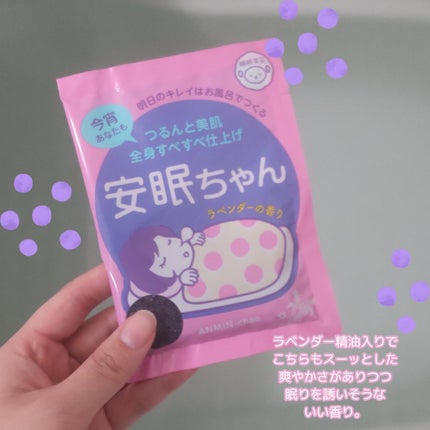 明日のキレイはお風呂でつくる
今宵
あなたも
つるんと美肌
全身すべすべ仕上げ
安眠ちゃん
ラベンダーの香り
ANMIN-chan
ラベンダー精油入りで
こちらもスーッとした
爽やかさがありつつ
眠りを誘いそうな
いい香り。